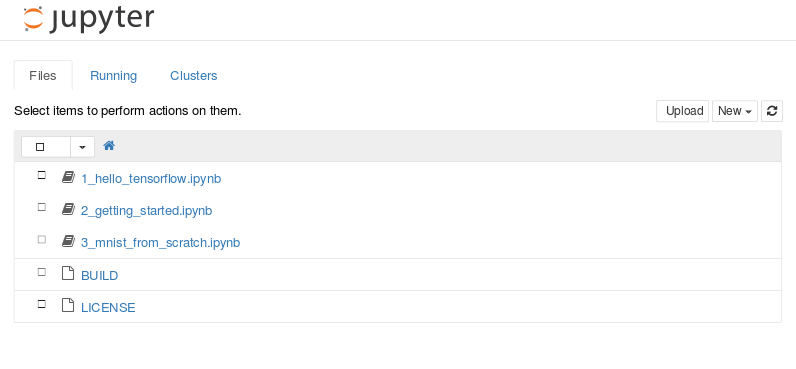 jupyter
Files Running Clusters
Select items to perform actions on them. Upload New
1_hello_tensorflow.ipynb
2_getting_started.ipynb
3_mnist_from_scratch.ipynb
BUILD
LICENSE